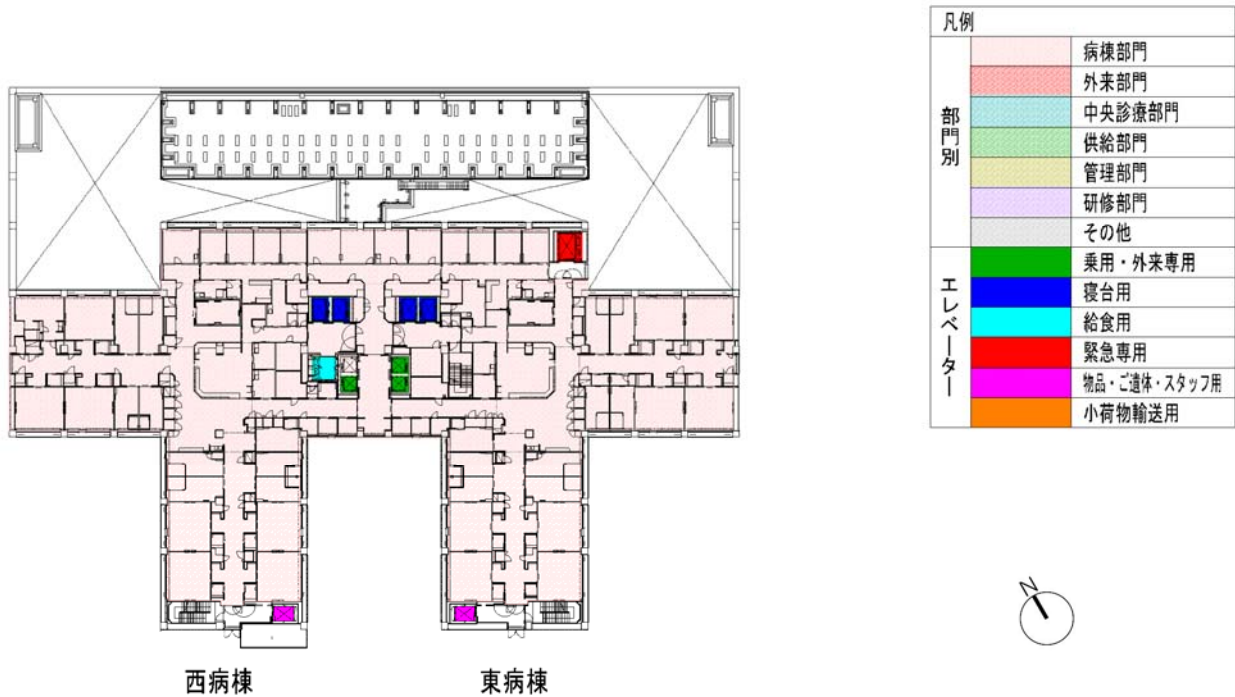 凡例
部門別
病棟部門
外来部門
中央診療部門
供給部門
管理部門
研修部門
その他
エレベーター
乗用・外来専用
寝台用
給食用
緊急専用
物品・ご遺体・スタッフ用
小荷物輸送用
N
西病棟
東病棟